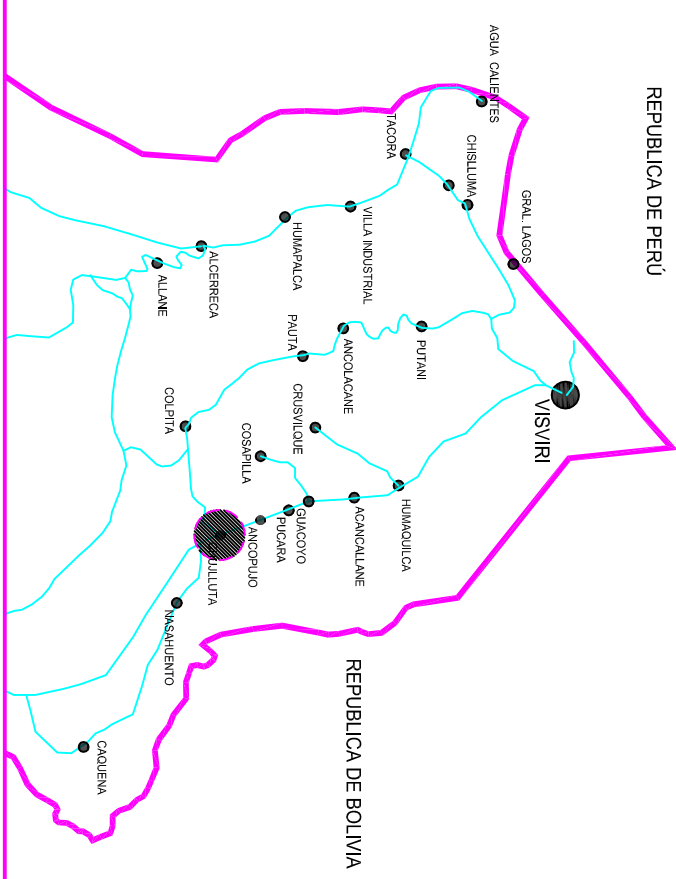 REPUBLICA DE PERÚ
VISVIRI
GRAL. LAGOS
AGUA CALIENTES
CHISLLUMA
PUTANI
HUMAQUILCA
TACORA
VILLA INDUSTRIAL
ANCOLACANE
ACANCALLANE
REPUBLICA DE BOLIVIA
HUMAPALCA
PAUTA
CRUSVILQUE
GUACOYO
PUCARA
COSAPILLA
ANCOPUJO
ALCERRECA
CHUJLLUTA
ALLANE
COLPITA
NASAHUENTO
CAQUENA